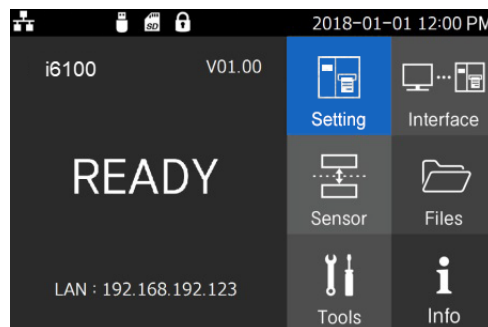 SD
2018-01-01 12:00 PM
i6100
V01.00
READY
LAN : 192.168.192.123
Setting
Interface
Sensor
Files
Tools
Info